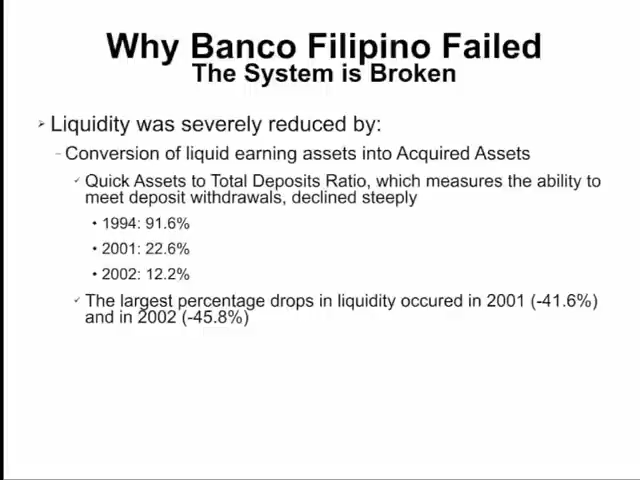 Why Banco Filipino Failed
The System is Broken
➢ Liquidity was severely reduced by:
– Conversion of liquid earning assets into Acquired Assets
✓ Quick Assets to Total Deposits Ratio, which measures the ability to
meet deposit withdrawals, declined steeply
• 1994: 91.6%
• 2001: 22.6%
• 2002: 12.2%
✓ The largest percentage drops in liquidity occured in 2001 (-41.6%)
and in 2002 (-45.8%)